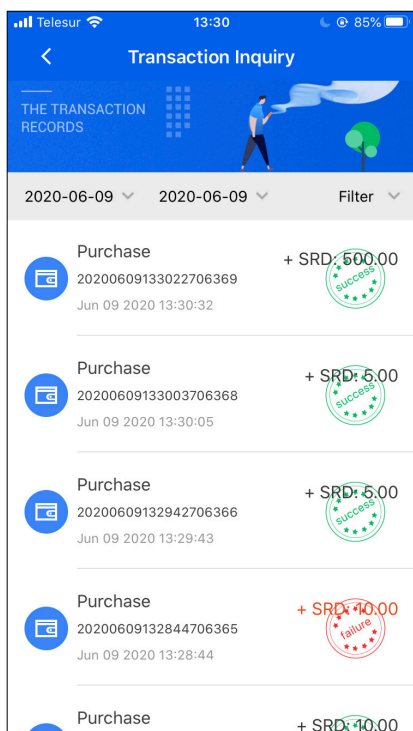 Telesur 13:30 85%
Transaction Inquiry
THE TRANSACTION
RECORDS
2020-06-09 2020-06-09 Filter
Purchase
+ SRD: 500.00
success
20200609133022706369
Jun 09 2020 13:30:32
Purchase
+ SRD: 5.00
success
20200609133003706368
Jun 09 2020 13:30:05
Purchase
+ SRD: 5.00
success
20200609132942706366
Jun 09 2020 13:29:43
Purchase
+ SRD: 10.00
failure
20200609132844706365
Jun 09 2020 13:28:44
Purchase
+ SRD: 10.00